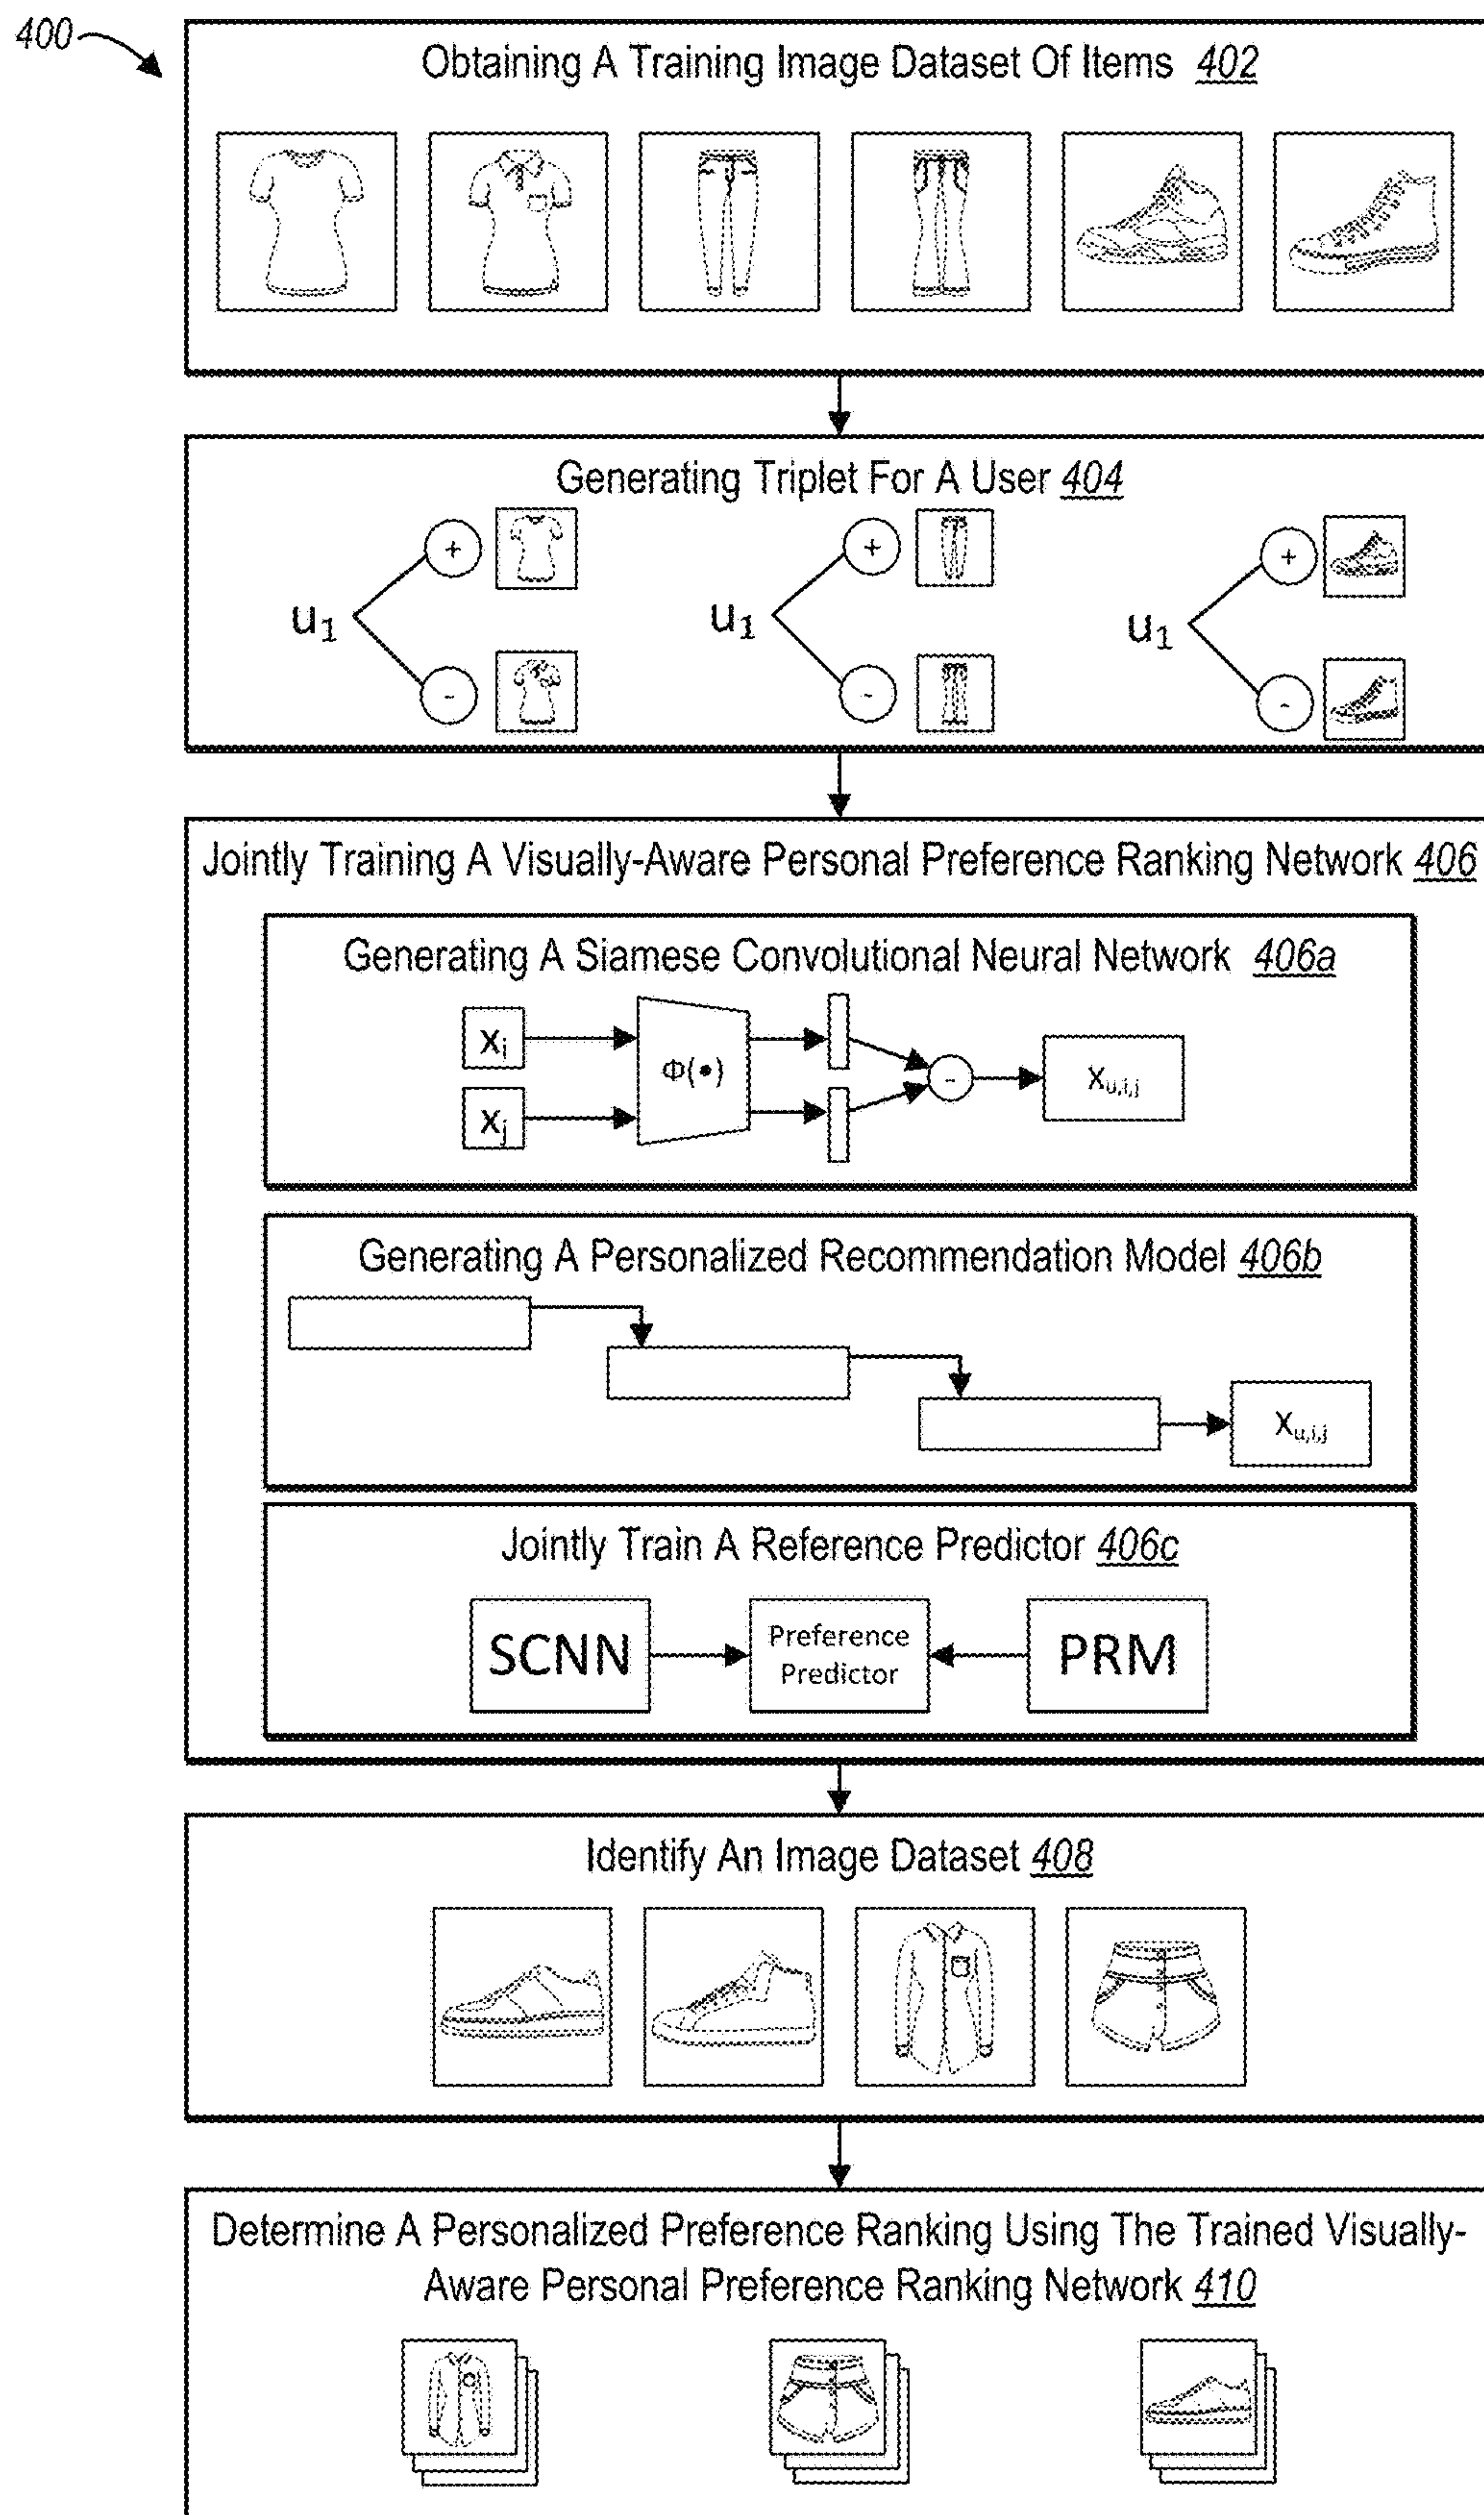 400
Obtaining A Training Image Dataset Of Items 402
Generating Triplet For A User 404
+ + +
u₁ u₁ u₁
- - -
Jointly Training A Visually-Aware Personal Preference Ranking Network 406
Generating A Siamese Convolutional Neural Network 406a
xᵢ
Φ(•)
-
x_u,i,j
xⱼ
Generating A Personalized Recommendation Model 406b
x_u,i,j
Jointly Train A Reference Predictor 406c
SCNN
Preference
Predictor
PRM
Identify An Image Dataset 408
Determine A Personalized Preference Ranking Using The Trained Visually-
Aware Personal Preference Ranking Network 410